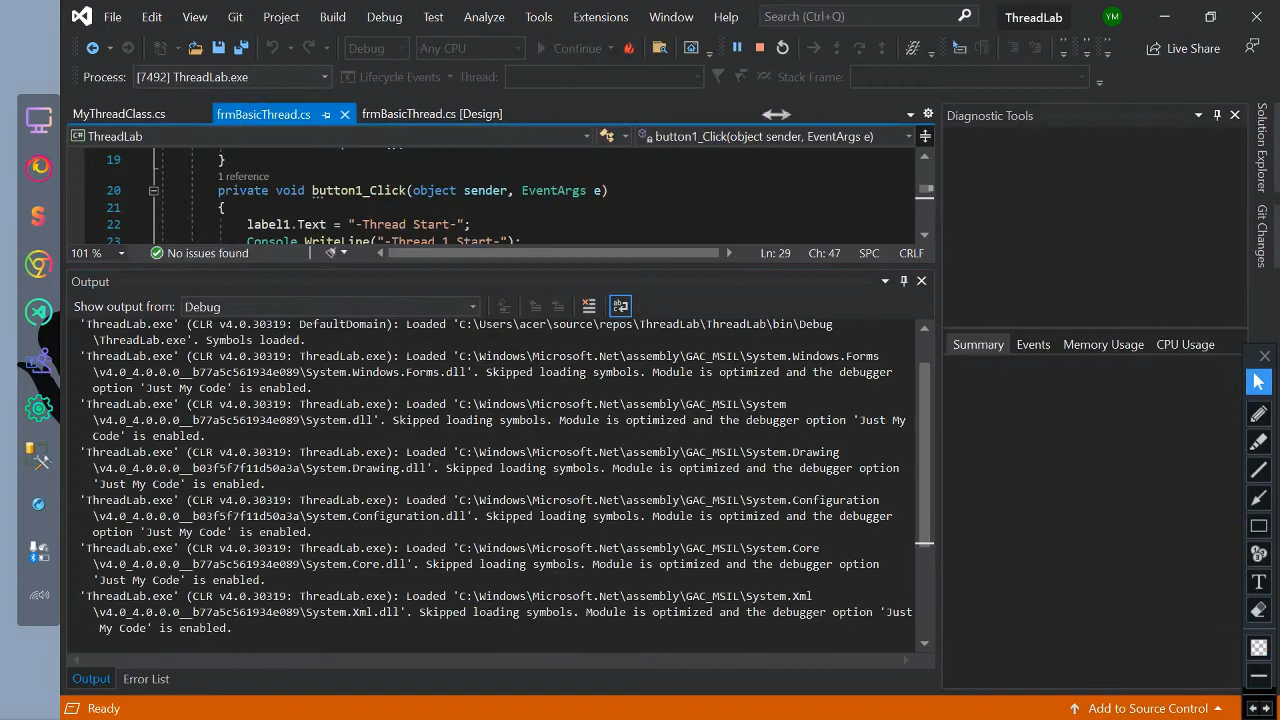 File Edit View Git Project Build Debug Test Analyze Tools Extensions Window Help Search (Ctrl+Q) ThreadLab YM
Debug Any CPU Continue Live Share
Process: [7492] ThreadLab.exe Lifecycle Events Thread: Stack Frame:
MyThreadClass.cs frmBasicThread.cs frmBasicThread.cs [Design]
ThreadLab button1_Click(object sender, EventArgs e)
19 }
1 reference
20 private void button1_Click(object sender, EventArgs e)
21 {
22 label1.Text = "-Thread Start-";
23 Console.WriteLine("-Thread 1 Start-");
101 % No issues found Ln: 29 Ch: 47 SPC CRLF
Output
Show output from: Debug
'ThreadLab.exe' (CLR v4.0.30319: DefaultDomain): Loaded 'C:\Users\acer\source\repos\ThreadLab\ThreadLab\bin\Debug
\ThreadLab.exe'. Symbols loaded.
'ThreadLab.exe' (CLR v4.0.30319: ThreadLab.exe): Loaded 'C:\Windows\Microsoft.Net\assembly\GAC_MSIL\System.Windows.Forms
\v4.0_4.0.0.0__b77a5c561934e089\System.Windows.Forms.dll'. Skipped loading symbols. Module is optimized and the debugger
option 'Just My Code' is enabled.
'ThreadLab.exe' (CLR v4.0.30319: ThreadLab.exe): Loaded 'C:\Windows\Microsoft.Net\assembly\GAC_MSIL\System
\v4.0_4.0.0.0__b77a5c561934e089\System.dll'. Skipped loading symbols. Module is optimized and the debugger option 'Just My
Code' is enabled.
'ThreadLab.exe' (CLR v4.0.30319: ThreadLab.exe): Loaded 'C:\Windows\Microsoft.Net\assembly\GAC_MSIL\System.Drawing
\v4.0_4.0.0.0__b03f5f7f11d50a3a\System.Drawing.dll'. Skipped loading symbols. Module is optimized and the debugger option
'Just My Code' is enabled.
'ThreadLab.exe' (CLR v4.0.30319: ThreadLab.exe): Loaded 'C:\Windows\Microsoft.Net\assembly\GAC_MSIL\System.Configuration
\v4.0_4.0.0.0__b03f5f7f11d50a3a\System.Configuration.dll'. Skipped loading symbols. Module is optimized and the debugger
option 'Just My Code' is enabled.
'ThreadLab.exe' (CLR v4.0.30319: ThreadLab.exe): Loaded 'C:\Windows\Microsoft.Net\assembly\GAC_MSIL\System.Core
\v4.0_4.0.0.0__b77a5c561934e089\System.Core.dll'. Skipped loading symbols. Module is optimized and the debugger option
'Just My Code' is enabled.
'ThreadLab.exe' (CLR v4.0.30319: ThreadLab.exe): Loaded 'C:\Windows\Microsoft.Net\assembly\GAC_MSIL\System.Xml
\v4.0_4.0.0.0__b77a5c561934e089\System.Xml.dll'. Skipped loading symbols. Module is optimized and the debugger option 'Just
My Code' is enabled.
Output Error List
Diagnostic Tools
Summary Events Memory Usage CPU Usage
Solution Explorer
Git Changes
Ready Add to Source Control